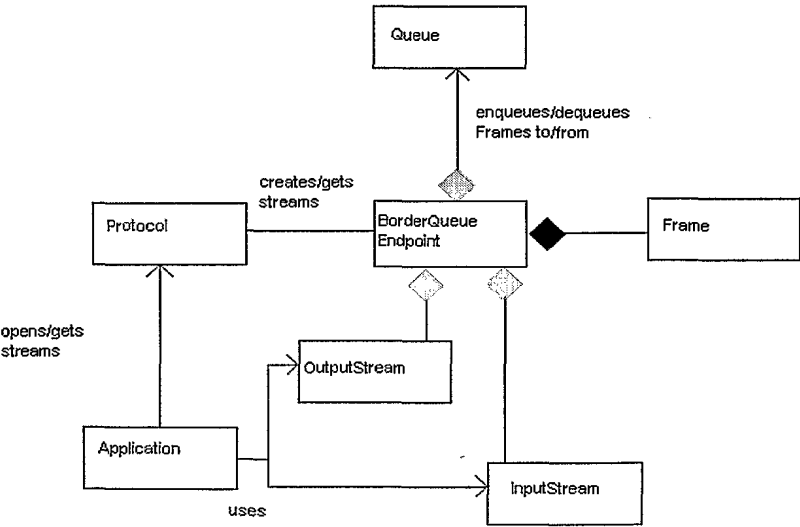 Queue
enqueues/dequeues
Frames to/from
creates/gets
streams
Protocol
BorderQueue
Endpoint
Frame
opens/gets
streams
OutputStream
Application
InputStream
uses